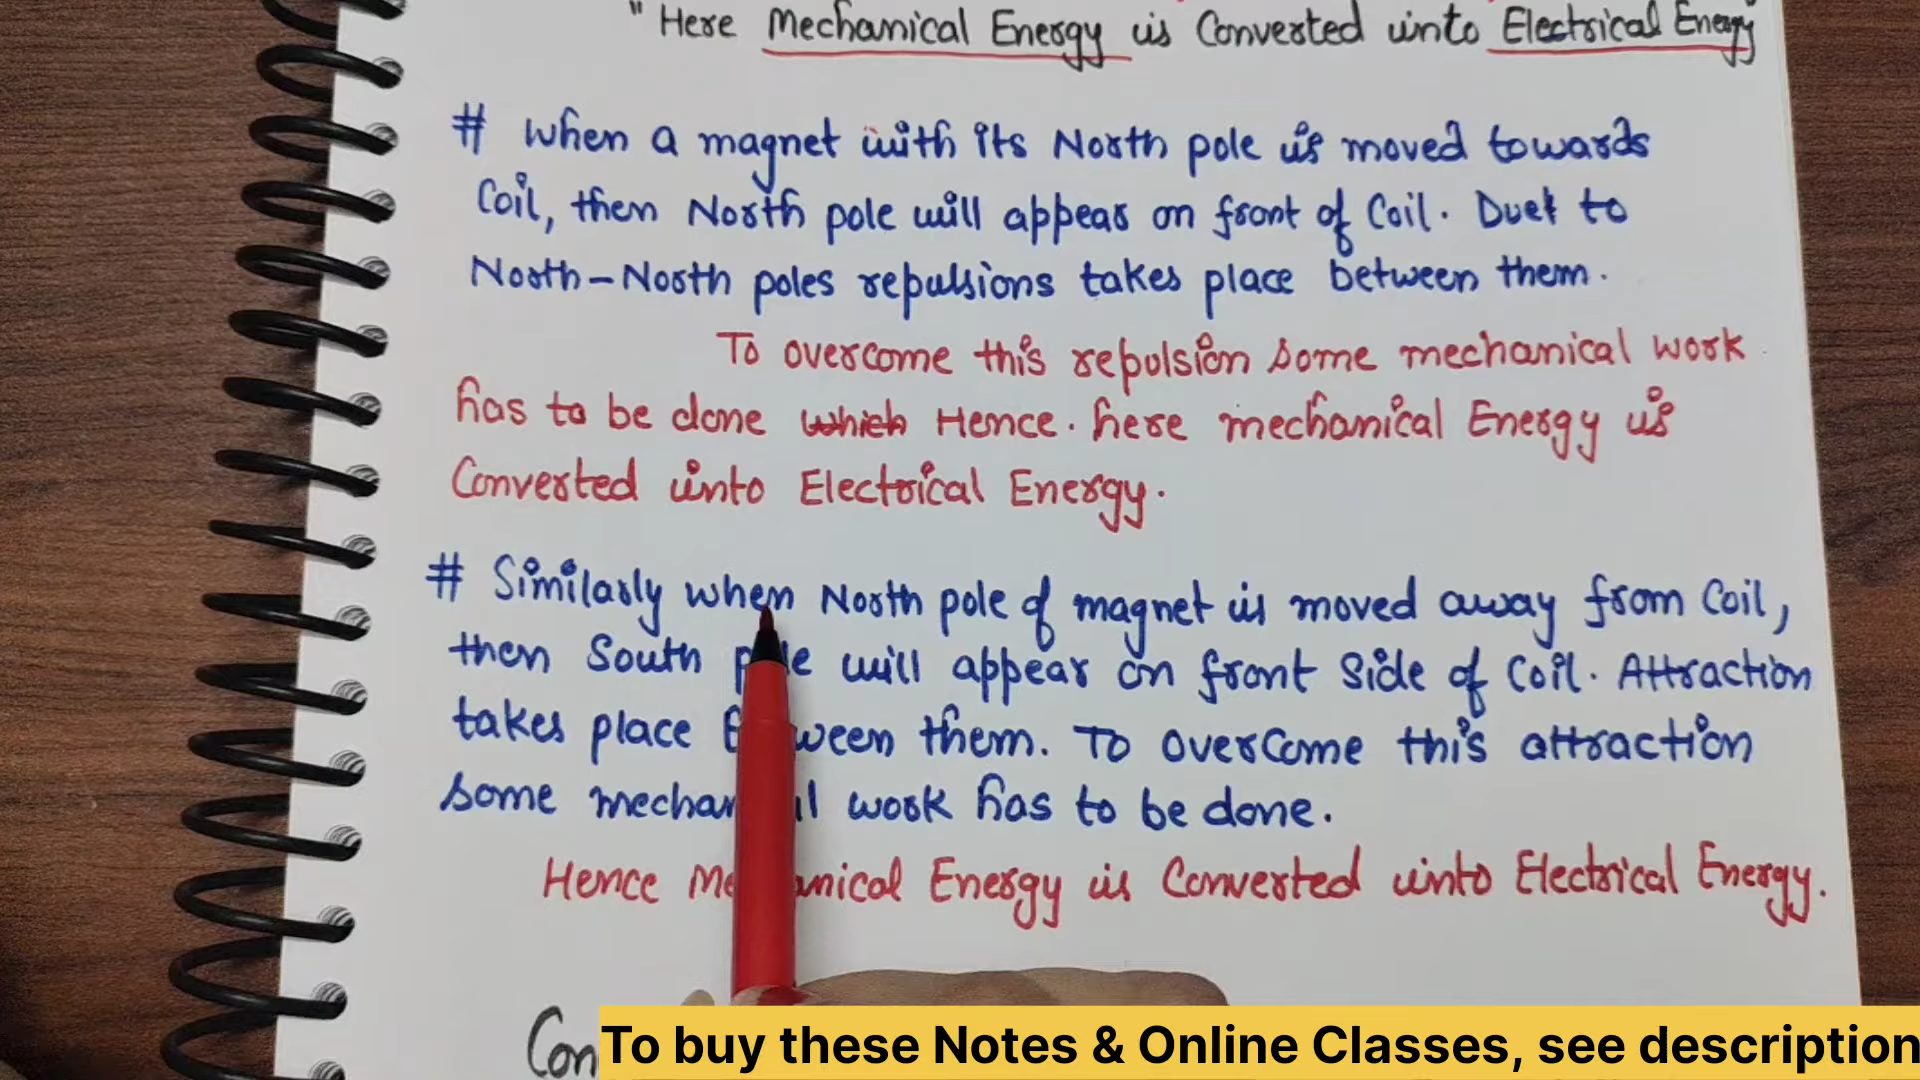 "Here Mechanical Energy is Converted into Electrical Energy
# When a magnet with its North pole is moved towards
Coil, then North pole will appear on front of Coil. Duet to
North-North poles repulsions takes place between them.
To overcome this repulsion some mechanical work
has to be done which Hence. here mechanical Energy is
Converted into Electrical Energy.
# Similarly when North pole of magnet is moved away from Coil,
then South pole will appear on front Side of Coil. Attraction
takes place between them. To overcome this attraction
some mechanical work has to be done.
Hence Mechanical Energy is Converted into Electrical Energy.
Con
To buy these Notes & Online Classes, see description